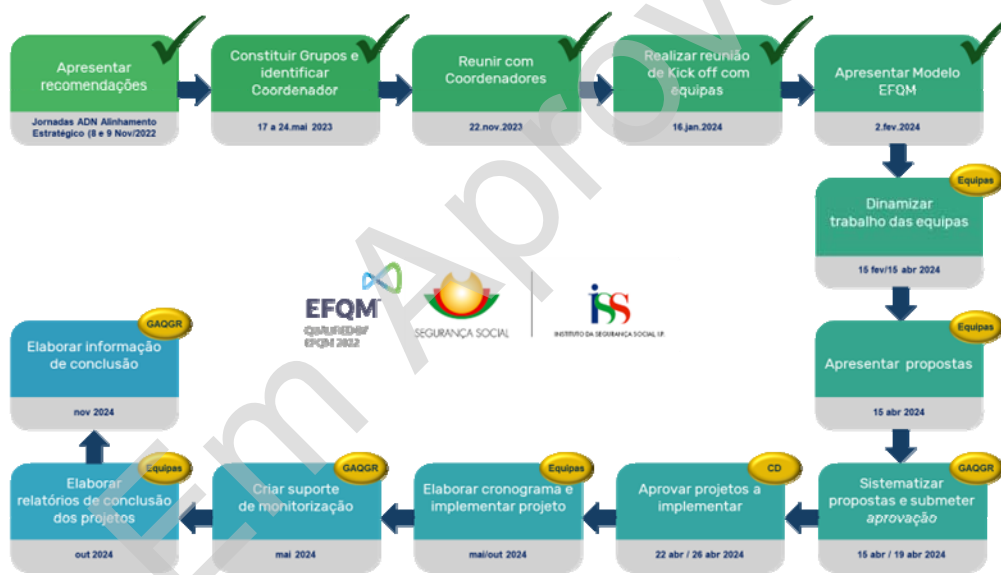 Apresentar
recomendações
Jornadas ADN Alinhamento
Estratégico (8 e 9 Nov/2022
Constituir Grupos e
identificar
Coordenador
17 a 24.mai 2023
Reunir com
Coordenadores
22.nov.2023
Realizar reunião
de Kick off com
equipas
16.jan.2024
Apresentar Modelo
EFQM
2.fev.2024
Equipas
Dinamizar
trabalho das equipas
15 fev/15 abr 2024
Equipas
Apresentar propostas
15 abr 2024
GAQGR
Sistematizar
propostas e submeter
aprovação
15 abr / 19 abr 2024
CD
Aprovar projetos a
implementar
22 abr / 26 abr 2024
Equipas
Elaborar cronograma e
implementar projeto
mai/out 2024
GAQGR
Criar suporte
de monitorização
mai 2024
Equipas
Elaborar
relatórios de conclusão
dos projetos
out 2024
GAQGR
Elaborar informação
de conclusão
nov 2024
EFQM
QUALIFIED BY
EFQM 2022
SEGURANÇA SOCIAL
iss
INSTITUTO DA SEGURANÇA SOCIAL I.P.
Em Aprov